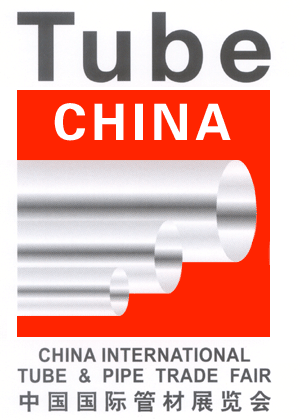 Tube
CHINA
CHINA INTERNATIONAL
TUBE & PIPE TRADE FAIR
中国国际管材展览会